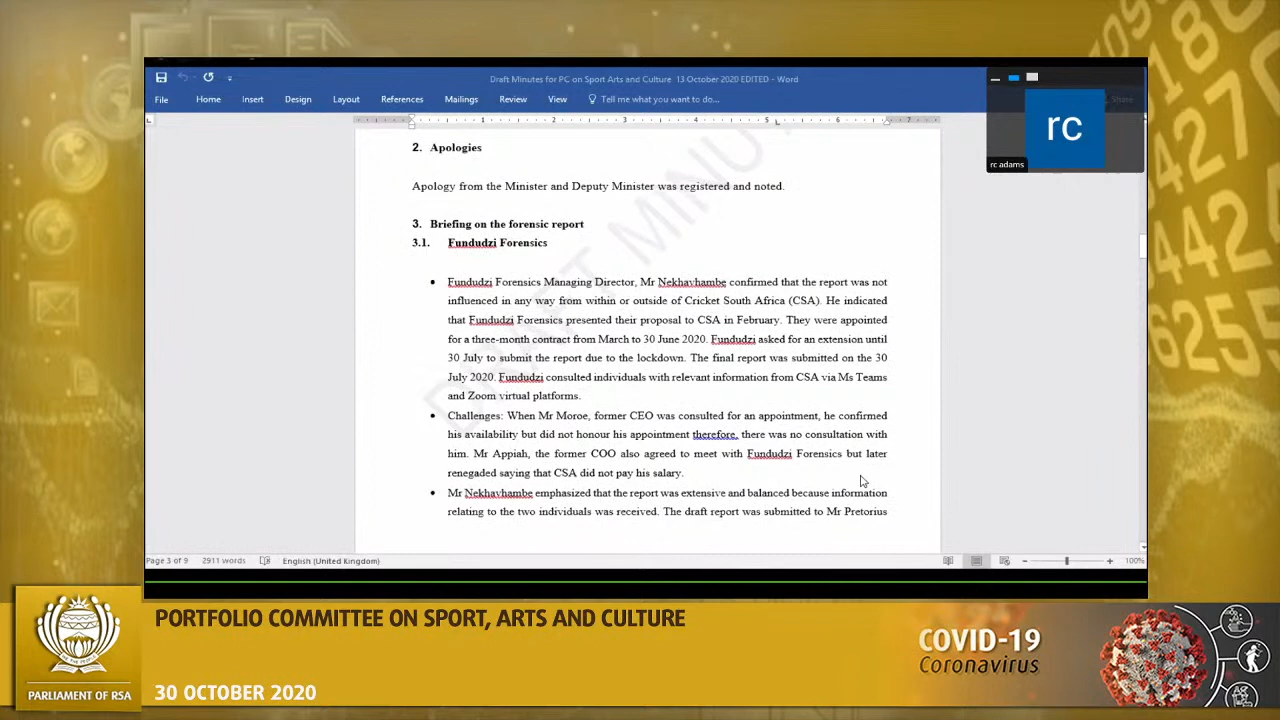 Draft Minutes for PC on Sport Arts and Culture 13 October 2020 EDITED - Word
File Home Insert Design Layout References Mailings Review View Tell me what you want to do... Share
1 2 3 4 5 6 7
rc
rc adams
DRAFT MINU
2. Apologies
Apology from the Minister and Deputy Minister was registered and noted.
3. Briefing on the forensic report
3.1. Fundudzi Forensics
• Fundudzi Forensics Managing Director, Mr Nekhavhambe confirmed that the report was not
influenced in any way from within or outside of Cricket South Africa (CSA). He indicated
that Fundudzi Forensics presented their proposal to CSA in February. They were appointed
for a three-month contract from March to 30 June 2020. Fundudzi asked for an extension until
30 July to submit the report due to the lockdown. The final report was submitted on the 30
July 2020. Fundudzi consulted individuals with relevant information from CSA via Ms Teams
and Zoom virtual platforms.
• Challenges: When Mr Moroe, former CEO was consulted for an appointment, he confirmed
his availability but did not honour his appointment therefore, there was no consultation with
him. Mr Appiah, the former COO also agreed to meet with Fundudzi Forensics but later
renegaded saying that CSA did not pay his salary.
• Mr Nekhavhambe emphasized that the report was extensive and balanced because information
relating to the two individuals was received. The draft report was submitted to Mr Pretorius
Page 3 of 9 2911 words English (United Kingdom) 100%
PORTFOLIO COMMITTEE ON SPORT, ARTS AND CULTURE
30 OCTOBER 2020
PARLIAMENT OF RSA
COVID-19
Coronavirus